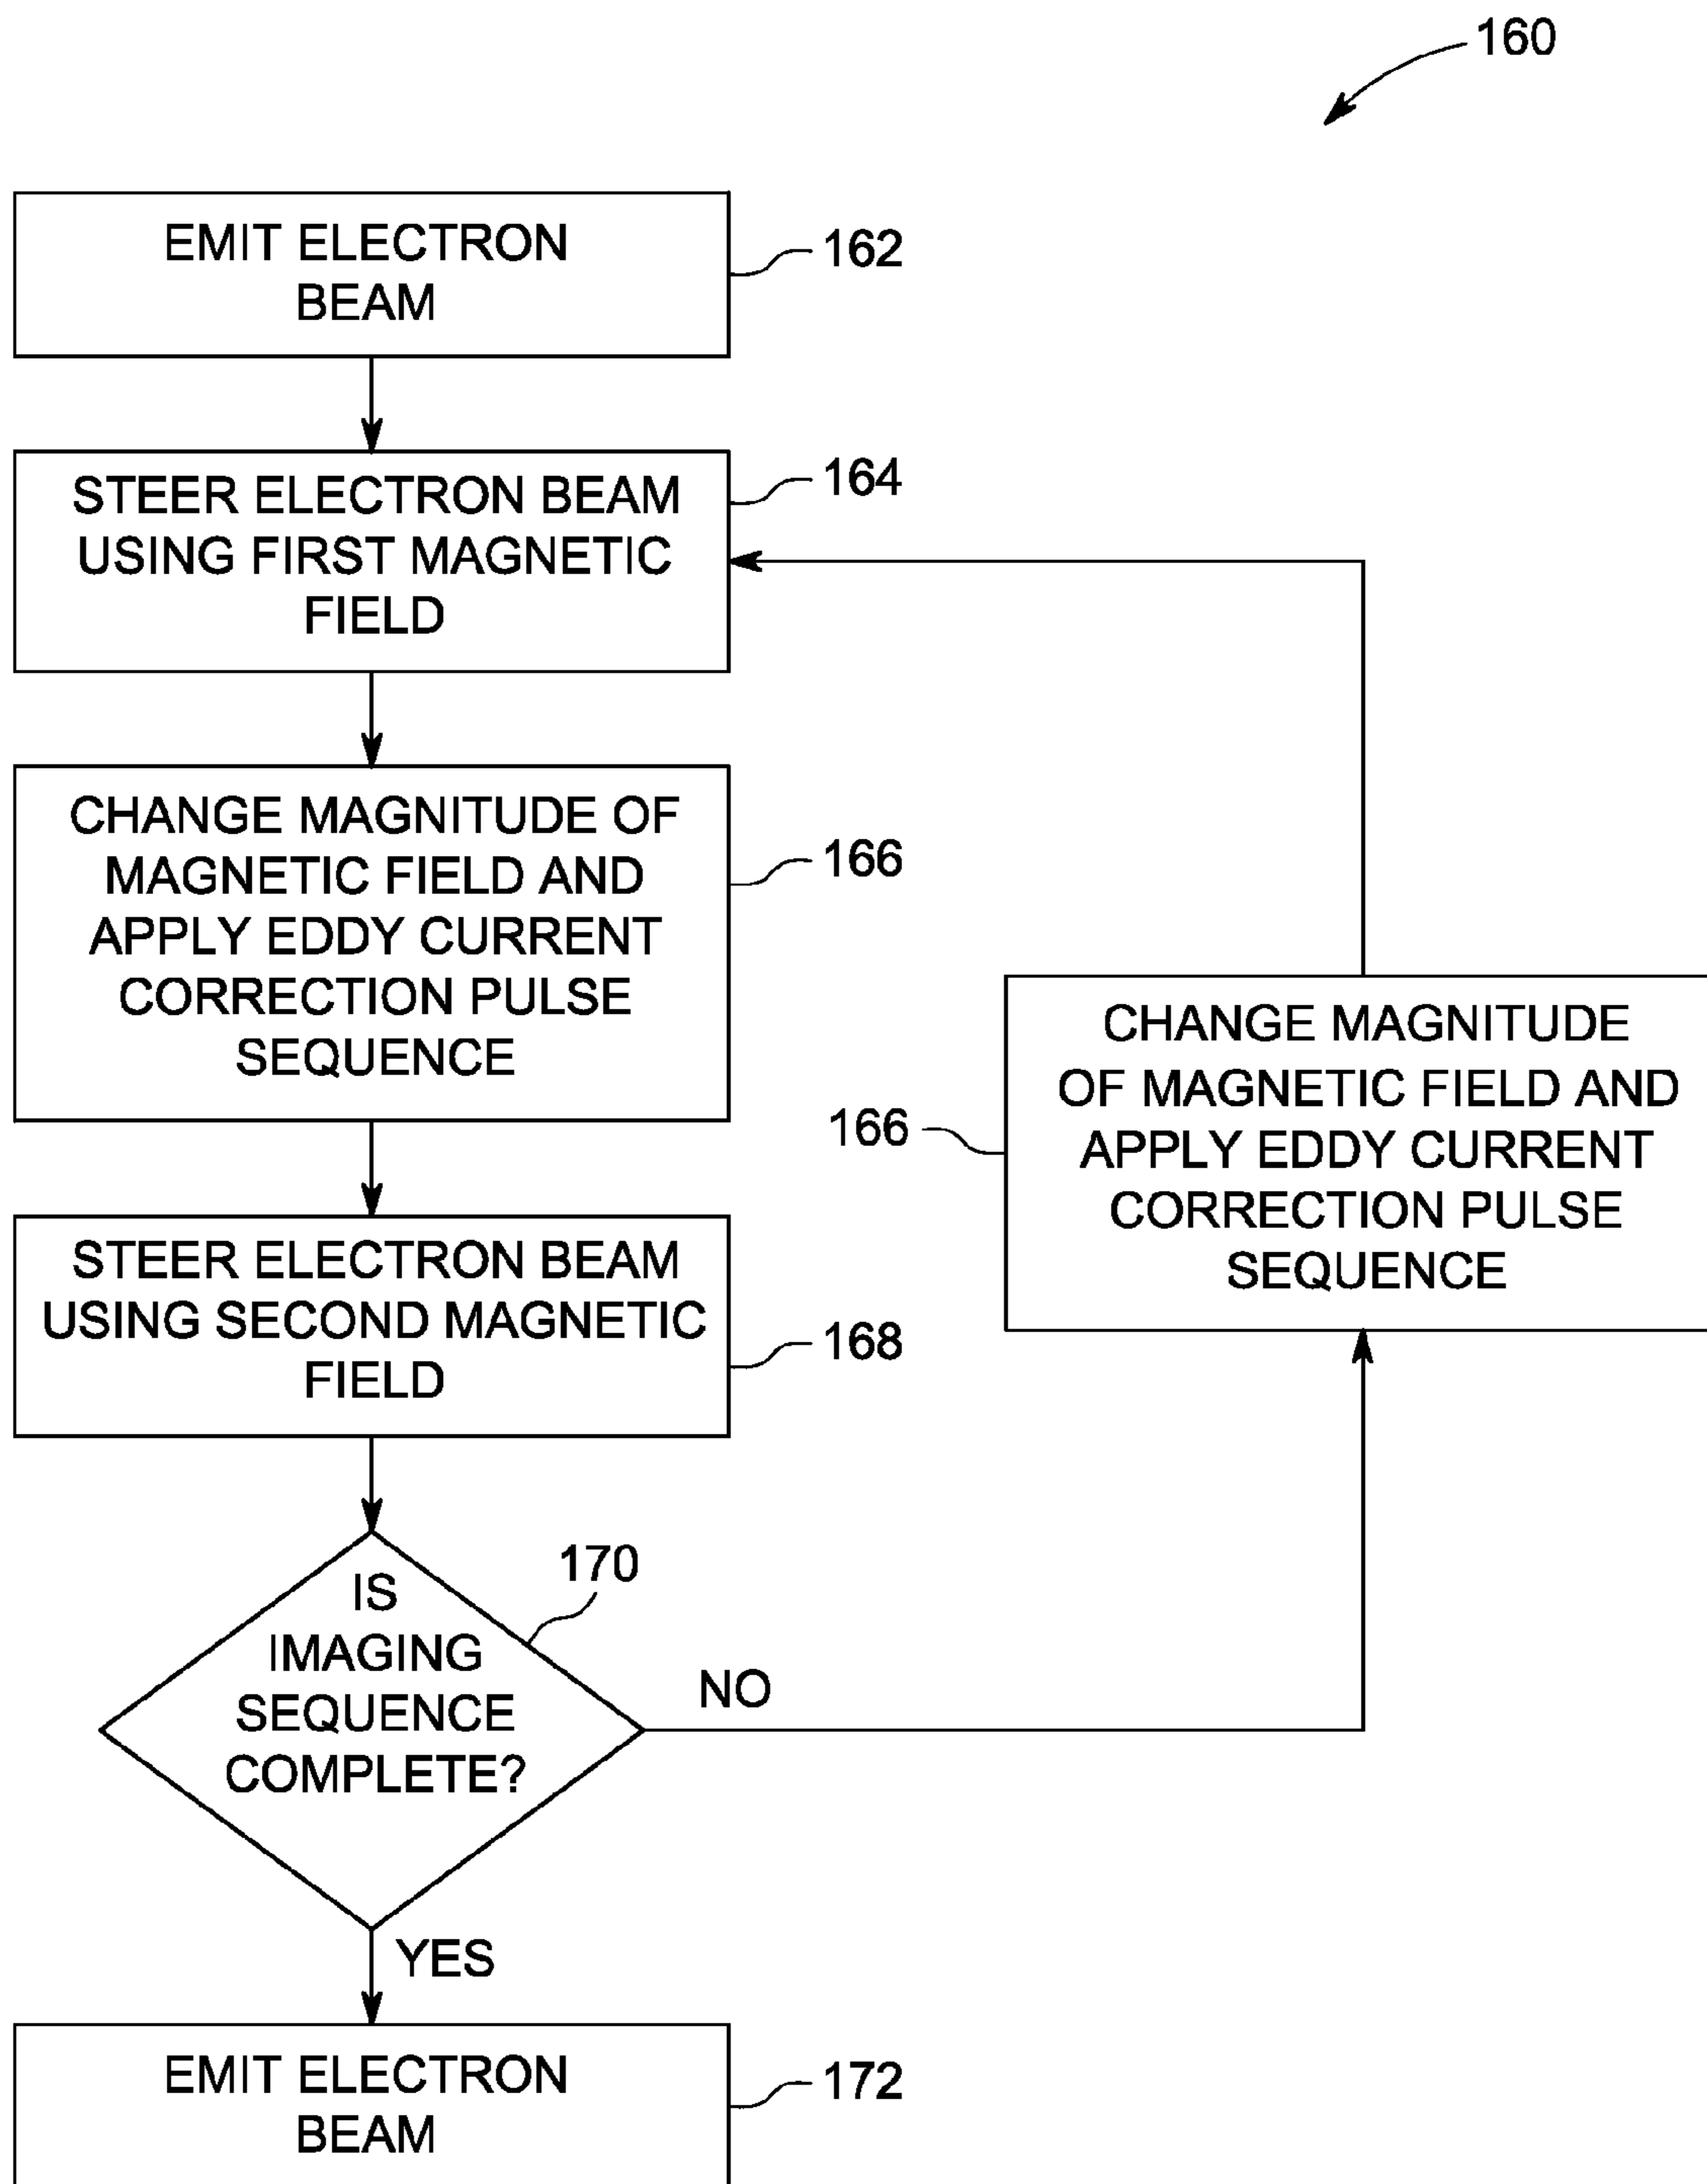 160
EMIT ELECTRON
BEAM
162
STEER ELECTRON BEAM
USING FIRST MAGNETIC
FIELD
164
CHANGE MAGNITUDE OF
MAGNETIC FIELD AND
APPLY EDDY CURRENT
CORRECTION PULSE
SEQUENCE
166
CHANGE MAGNITUDE
OF MAGNETIC FIELD AND
APPLY EDDY CURRENT
CORRECTION PULSE
SEQUENCE
166
STEER ELECTRON BEAM
USING SECOND MAGNETIC
FIELD
168
IS
IMAGING
SEQUENCE
COMPLETE?
170
NO
YES
EMIT ELECTRON
BEAM
172